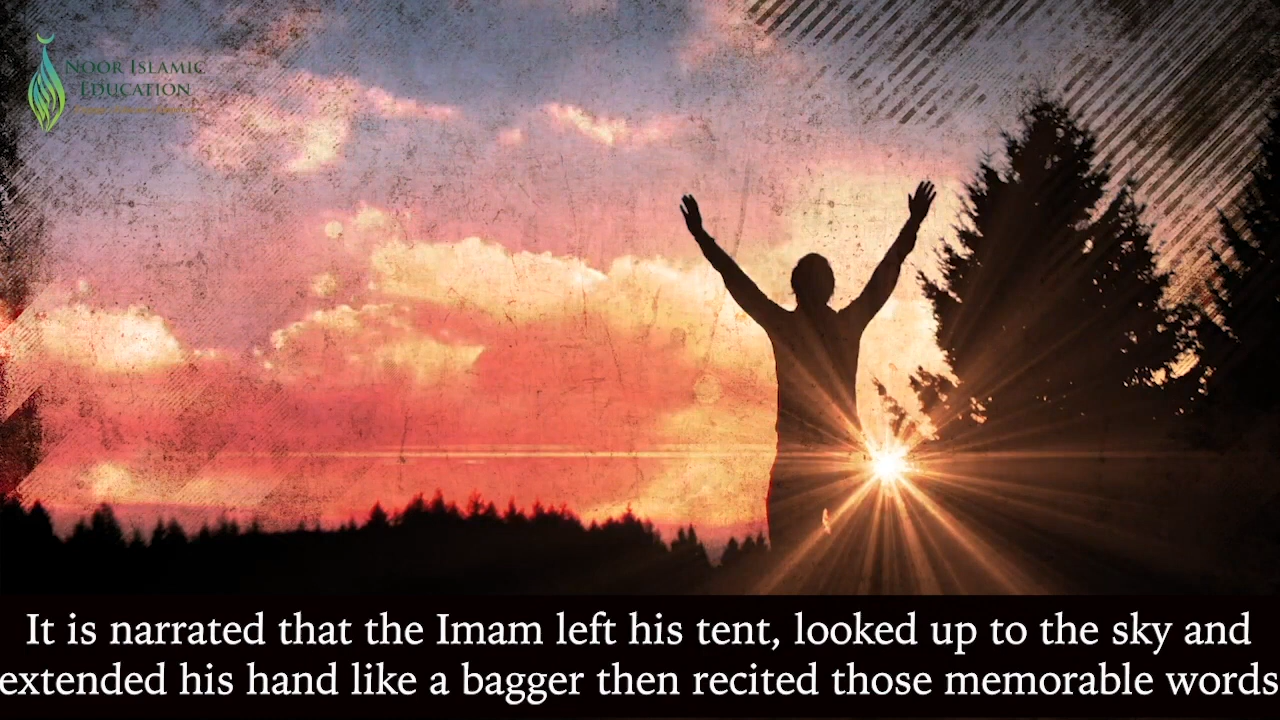 NOOR ISLAMIC
EDUCATION
It is narrated that the Imam left his tent, looked up to the sky and
extended his hand like a bagger then recited those memorable words